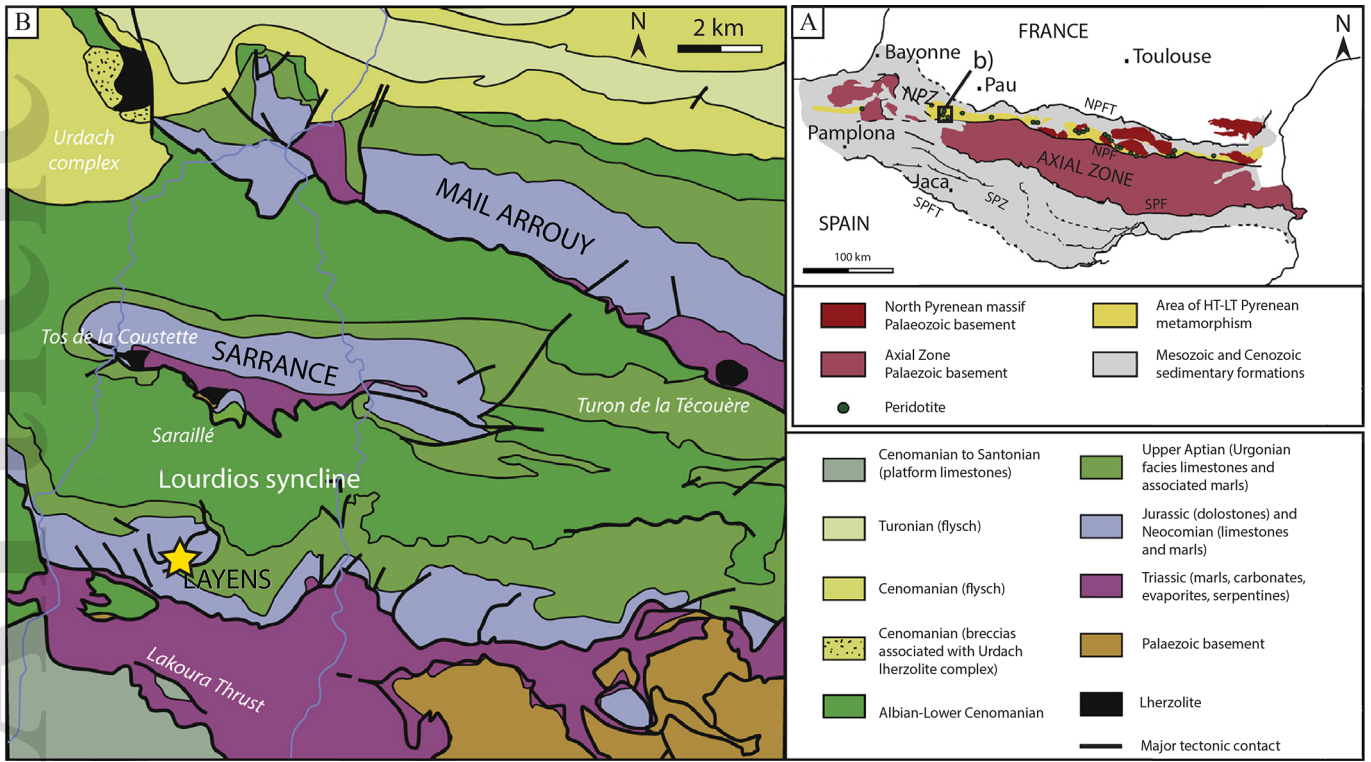 B
N
2 km
Urdach
complex
MAIL ARROUY
Tos de la Coustette
SARRANCE
Turon de la Técouère
Saraillé
Lourdios syncline
LAYENS
Lakoura Thrust
A
FRANCE
N
Bayonne
b)
Toulouse
Pau
NPZ
NPFT
Pamplona
NPF
AXIAL ZONE
Jaca
SPZ
SPFT
SPF
SPAIN
100 km
North Pyrenean massif
Palaeozoic basement
Area of HT-LT Pyrenean
metamorphism
Axial Zone
Palaezoic basement
Mesozoic and Cenozoic
sedimentary formations
Peridotite
Cenomanian to Santonian
(platform limestones)
Turonian (flysch)
Cenomanian (flysch)
Cenomanian (breccias
associated with Urdach
lherzolite complex)
Albian-Lower Cenomanian
Upper Aptian (Urgonian
facies limestones and
associated marls)
Jurassic (dolostones) and
Neocomian (limestones
and marls)
Triassic (marls, carbonates,
evaporites, serpentines)
Palaezoic basement
Lherzolite
Major tectonic contact